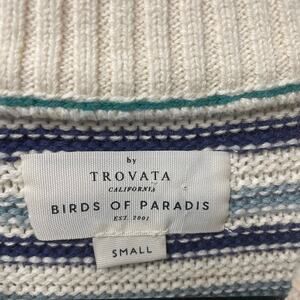 by
TROVATA
CALIFORNIA
BIRDS OF PARADIS
EST. 2001
SMALL